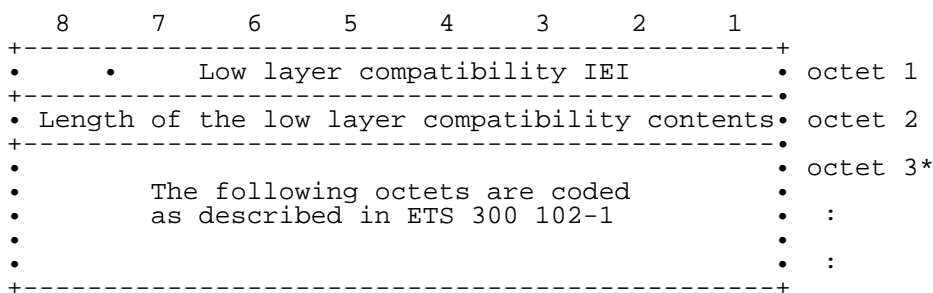 8 7 6 5 4 3 2 1
+-----------------------------------------------+
• • Low layer compatibility IEI • octet 1
+-----------------------------------------------•
• Length of the low layer compatibility contents• octet 2
+-----------------------------------------------•
• • octet 3*
• The following octets are coded •
• as described in ETS 300 102-1 • :
• •
• • :
+-----------------------------------------------+